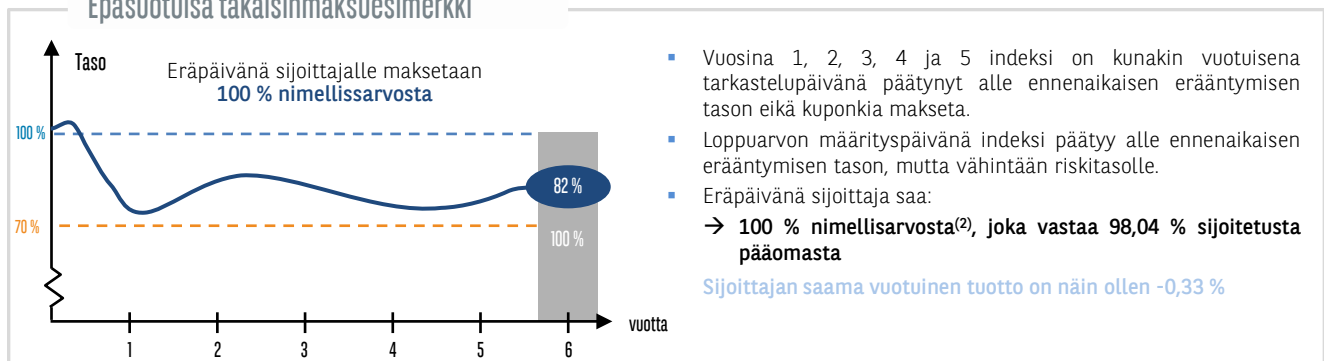 Epäsuotuisa takaisinmaksuesimerkki
Taso
Eräpäivänä sijoittajalle maksetaan
100 % nimellissarvosta
100 %
82 %
70 %
100 %
vuotta
1 2 3 4 5 6
▪ Vuosina 1, 2, 3, 4 ja 5 indeksi on kunakin vuotuisena
tarkastelupäivänä päätynyt alle ennenaikaisen erääntymisen
tason eikä kuponkia makseta.
▪ Loppuarvon määrityspäivänä indeksi päätyy alle ennenaikaisen
erääntymisen tason, mutta vähintään riskitasolle.
▪ Eräpäivänä sijoittaja saa:
→ 100 % nimellisarvosta(2), joka vastaa 98,04 % sijoitetusta
pääomasta
Sijoittajan saama vuotuinen tuotto on näin ollen -0,33 %